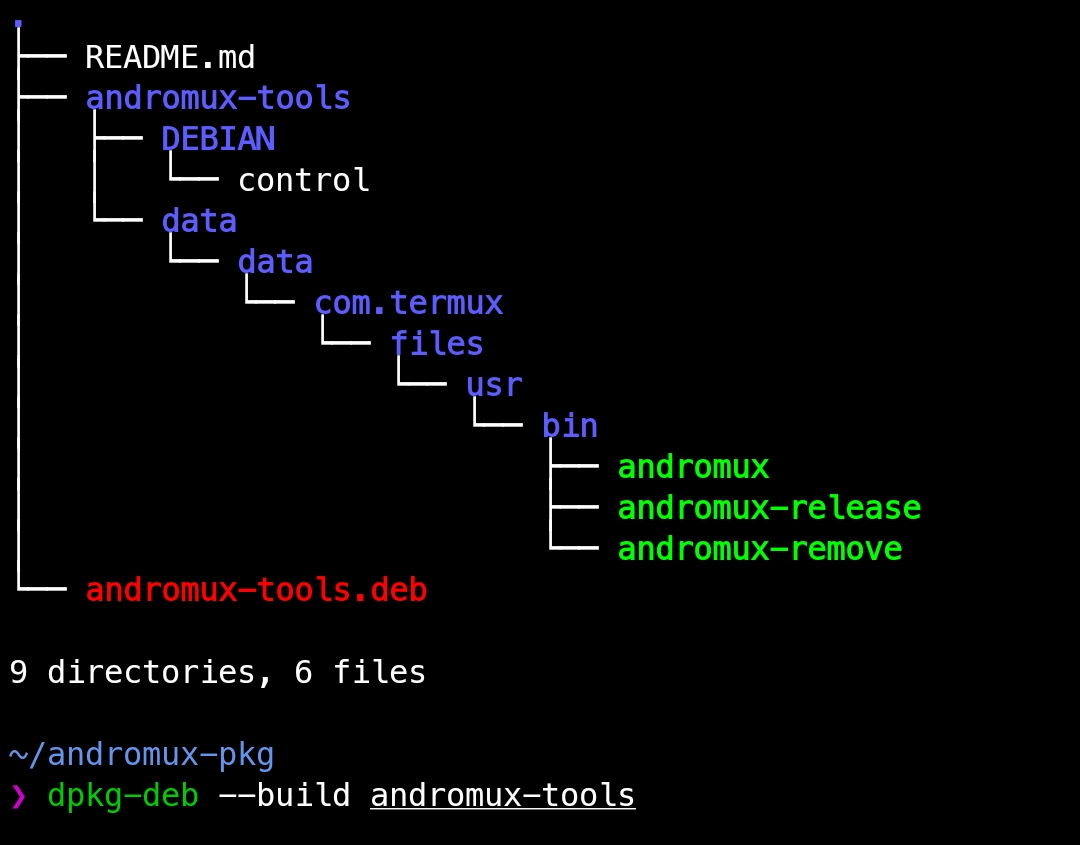 .
├── README.md
├── andromux-tools
│   ├── DEBIAN
│   │   └── control
│   └── data
│       └── data
│           └── com.termux
│               └── files
│                   └── usr
│                       └── bin
│                           ├── andromux
│                           ├── andromux-release
│                           └── andromux-remove
└── andromux-tools.deb
9 directories, 6 files
~/andromux-pkg
❯ dpkg-deb --build andromux-tools